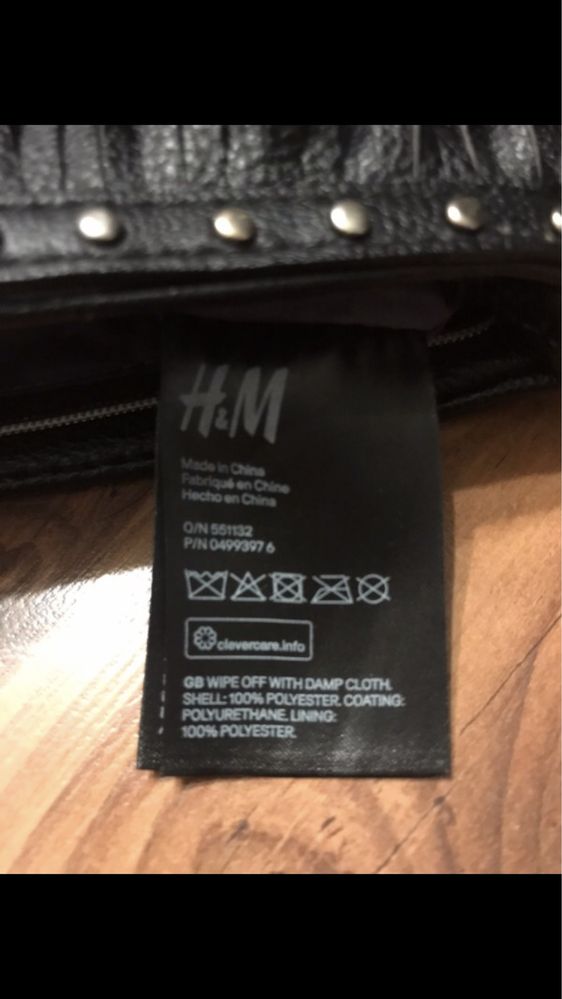 H&M
Made in China
Fabriqué en Chine
Hecho en China
O/N 551132
P/N 0499397 6
clevercare.info
GB WIPE OFF WITH DAMP CLOTH.
SHELL: 100% POLYESTER. COATING:
POLYURETHANE. LINING:
100% POLYESTER.